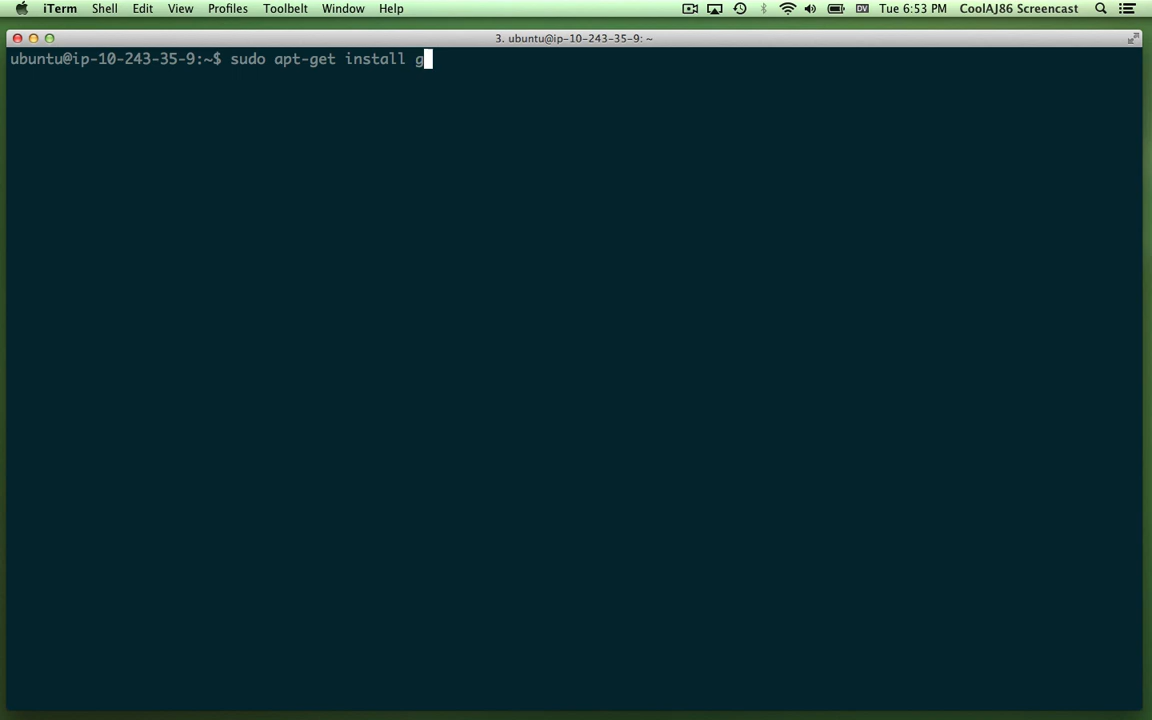 iTerm Shell Edit View Profiles Toolbelt Window Help DV Tue 6:53 PM CoolAJ86 Screencast
3. ubuntu@ip-10-243-35-9: ~
ubuntu@ip-10-243-35-9:~$ sudo apt-get install g